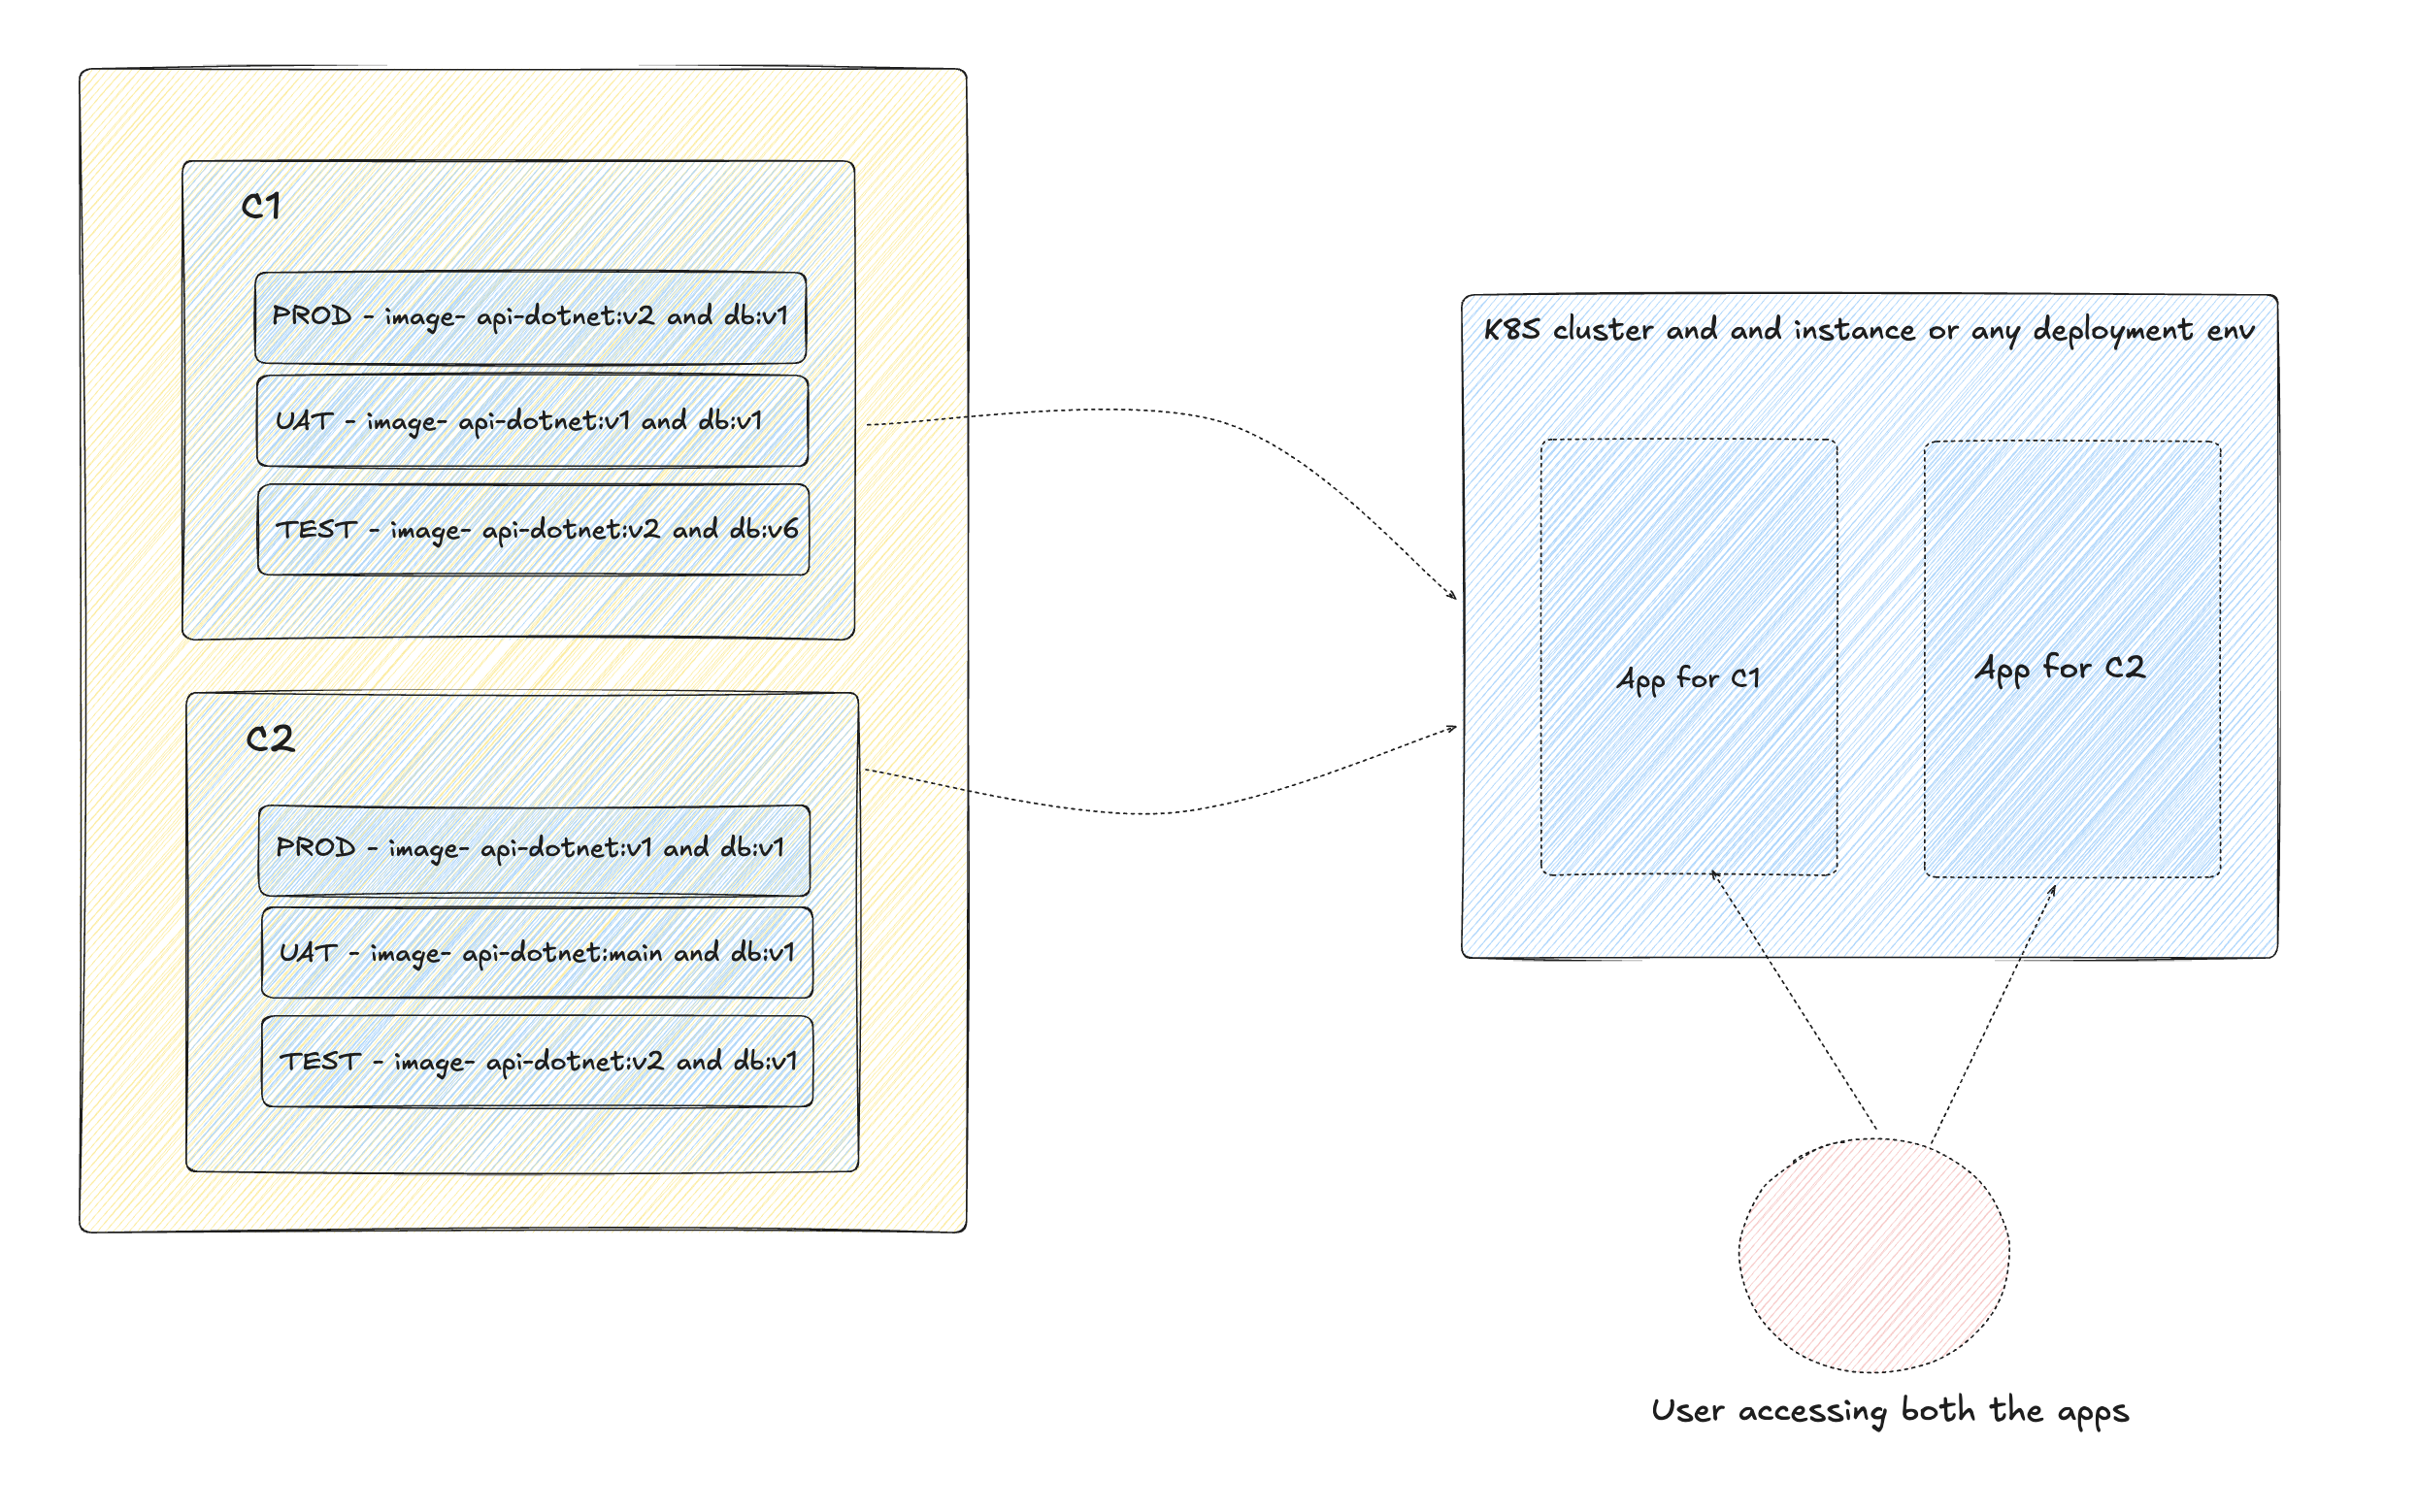 C1
PROD - image- api-dotnet:v2 and db:v1
UAT - image- api-dotnet:v1 and db:v1
TEST - image- api-dotnet:v2 and db:v6
C2
PROD - image- api-dotnet:v1 and db:v1
UAT - image- api-dotnet:main and db:v1
TEST - image- api-dotnet:v2 and db:v1
K8S cluster and and instance or any deployment env
App for C1
App for C2
User accessing both the apps